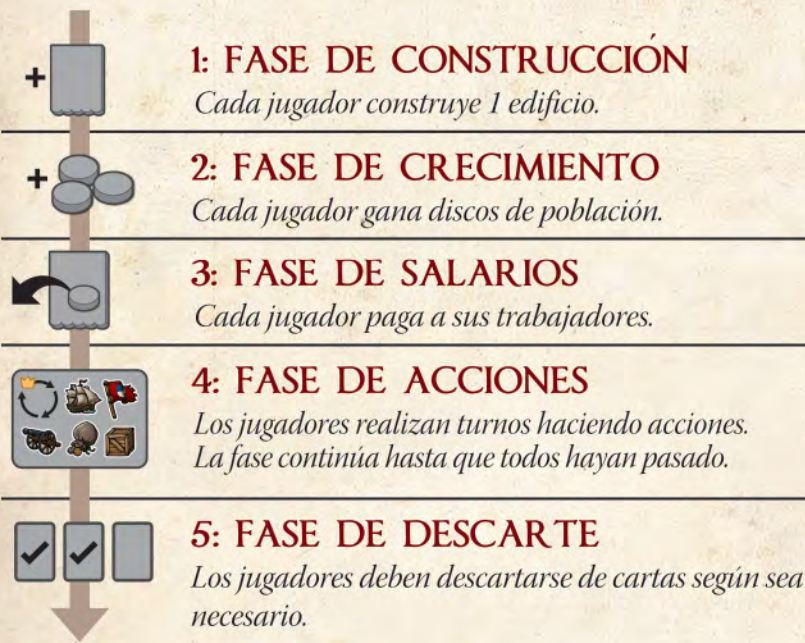 1: FASE DE CONSTRUCCIÓN
Cada jugador construye 1 edificio.
2: FASE DE CRECIMIENTO
Cada jugador gana discos de población.
3: FASE DE SALARIOS
Cada jugador paga a sus trabajadores.
4: FASE DE ACCIONES
Los jugadores realizan turnos haciendo acciones.
La fase continúa hasta que todos hayan pasado.
5: FASE DE DESCARTE
Los jugadores deben descartarse de cartas según sea
necesario.